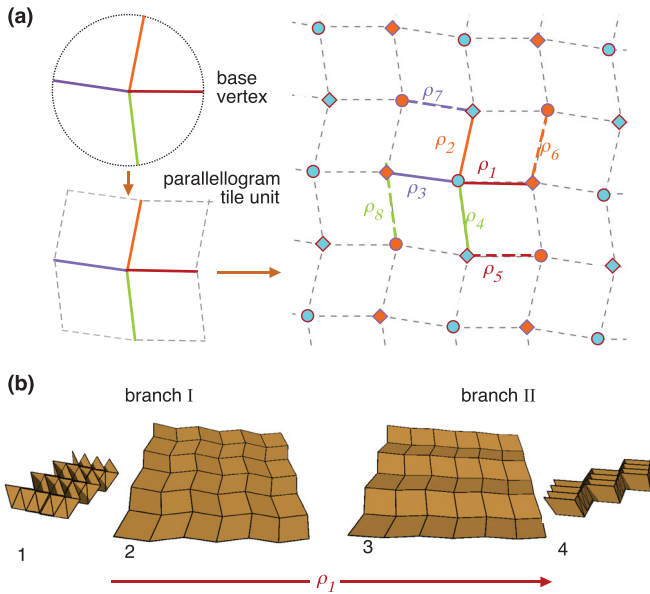 (a)
base
vertex
parallellogram
tile unit
ρ7
ρ2
ρ6
ρ1
ρ3
ρ8
ρ4
ρ5
(b)
branch I
branch II
1
2
3
4
ρ1